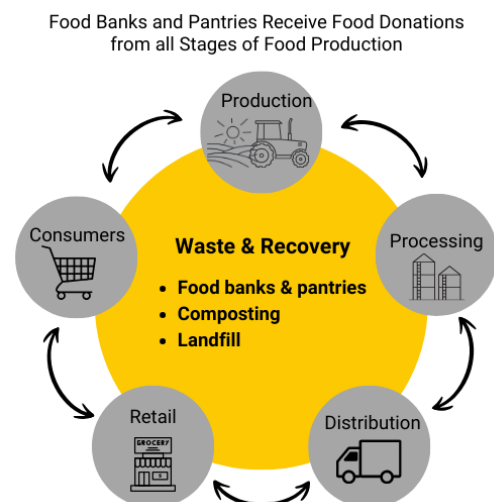 Food Banks and Pantries Receive Food Donations
from all Stages of Food Production
Production
Consumers
Processing
Waste & Recovery
• Food banks & pantries
• Composting
• Landfill
Retail
GROCERY
Distribution